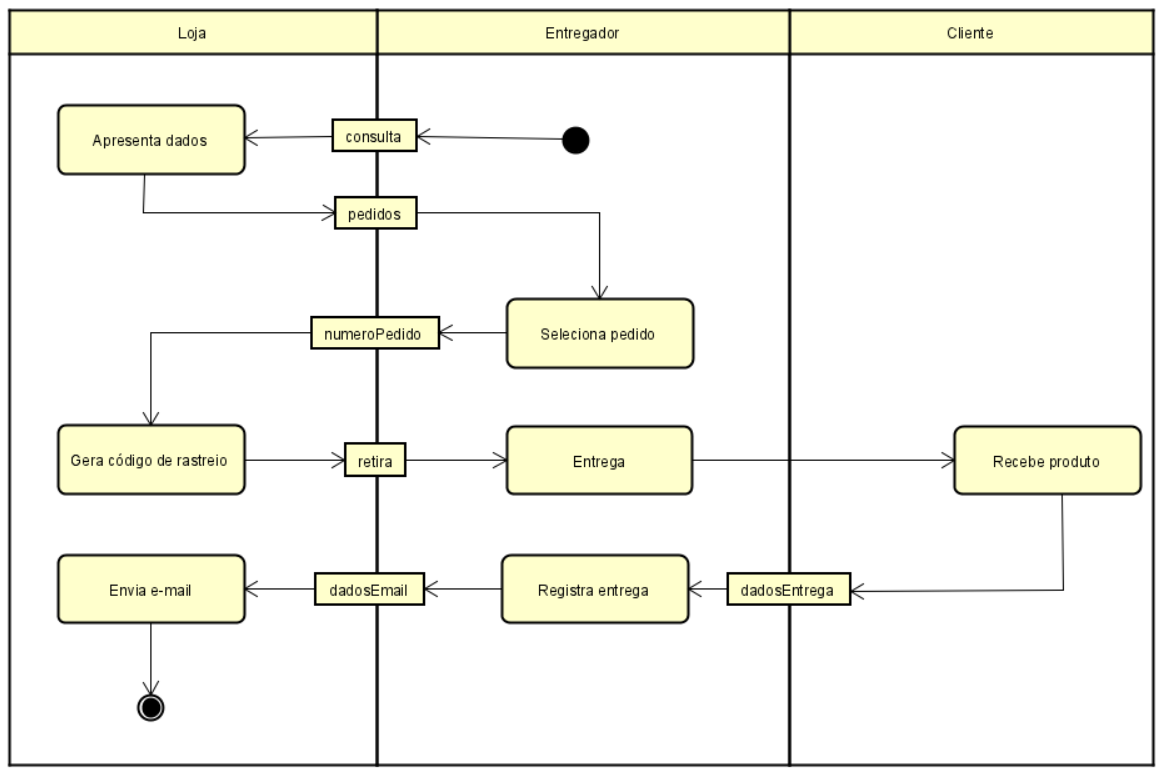 Loja
Entregador
Cliente
Apresenta dados
consulta
pedidos
Seleciona pedido
numeroPedido
Gera código de rastreio
retira
Entrega
Recebe produto
Envia e-mail
dadosEmail
Registra entrega
dadosEntrega